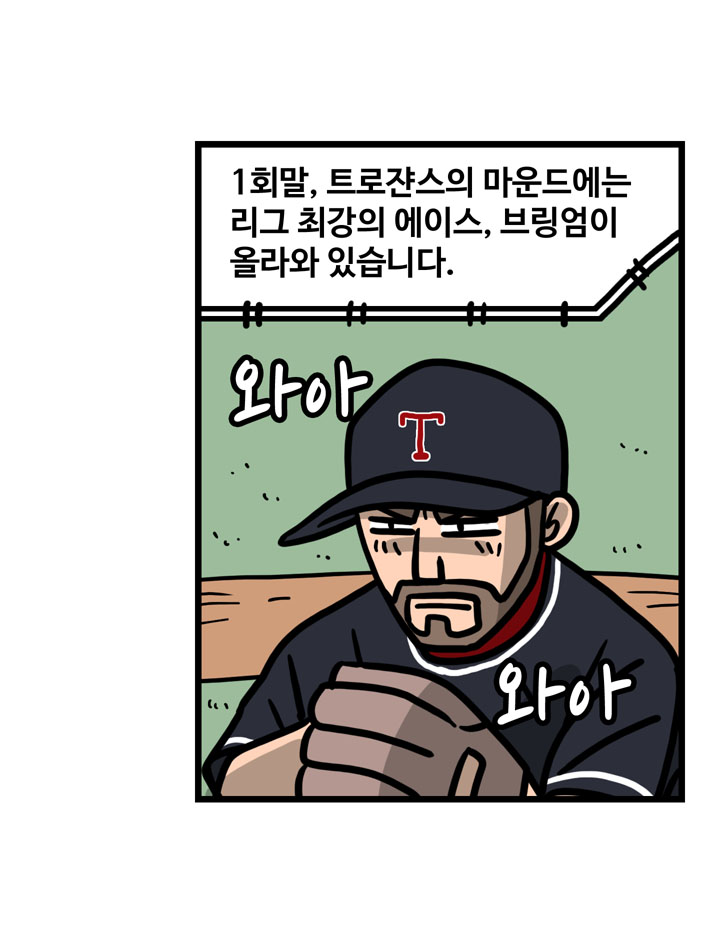 1회말, 트로쟌스의 마운드에는
리그 최강의 에이스, 브링엄이
올라와 있습니다.
와아
T
와아